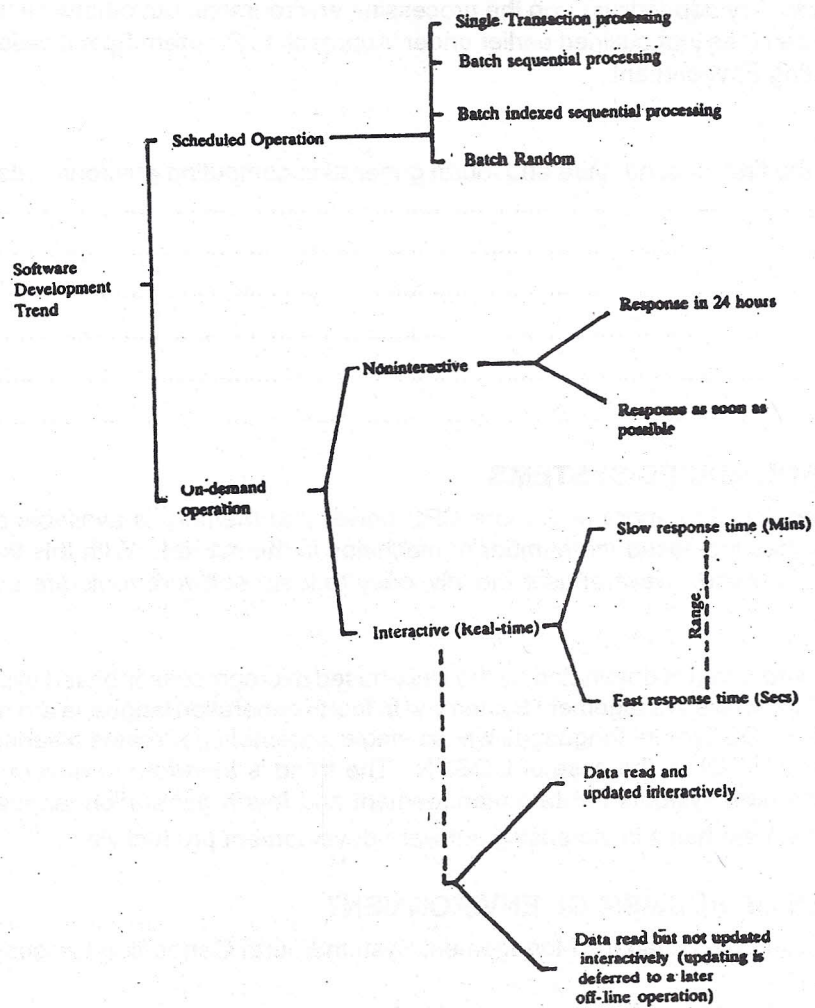 Single Transaction processing
Batch sequential processing
Batch indexed sequential processing
Batch Random
Scheduled Operation
Software
Development
Trend
Response in 24 hours
Noninteractive
Response as soon as
possible
On-demand
operation
Slow response time (Mins)
Interactive (Real-time)
Range
Fast response time (Secs)
Data read and
updated interactively
Data read but not updated
interactively (updating is
deferred to a later
off-line operation)